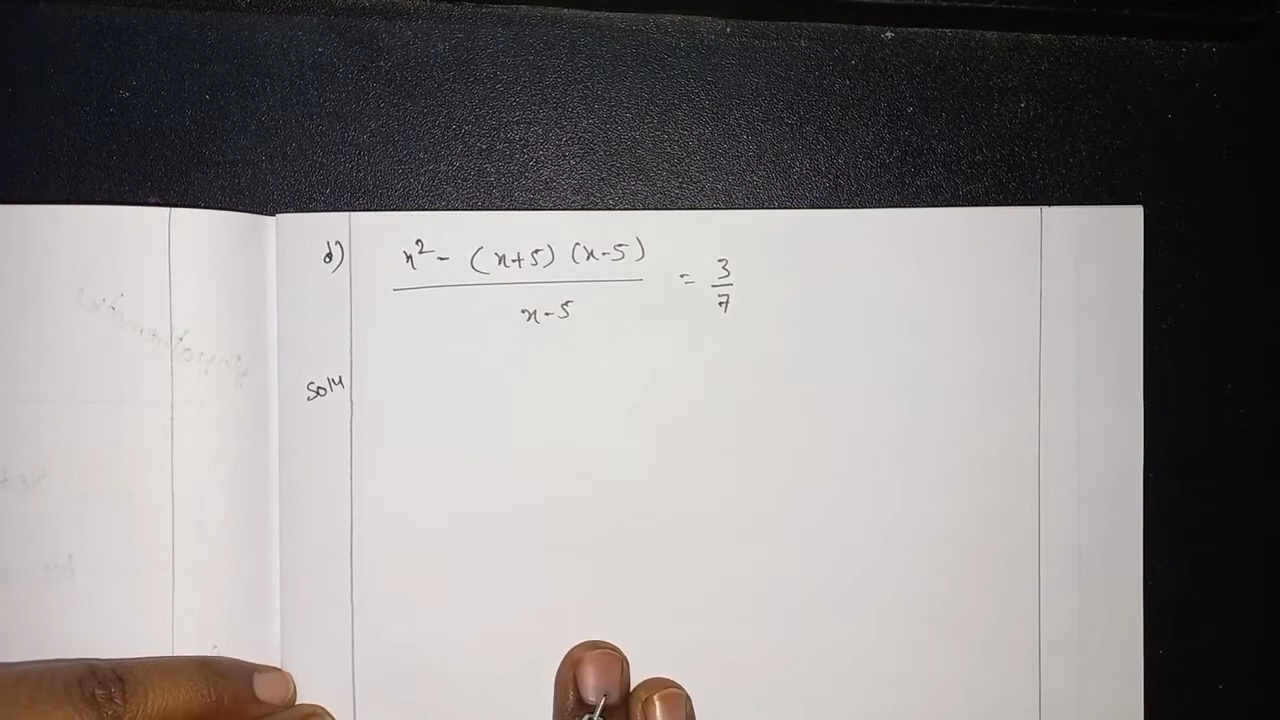 d) x² - (x+5) (x-5)
x-5
= 3/7
Soln